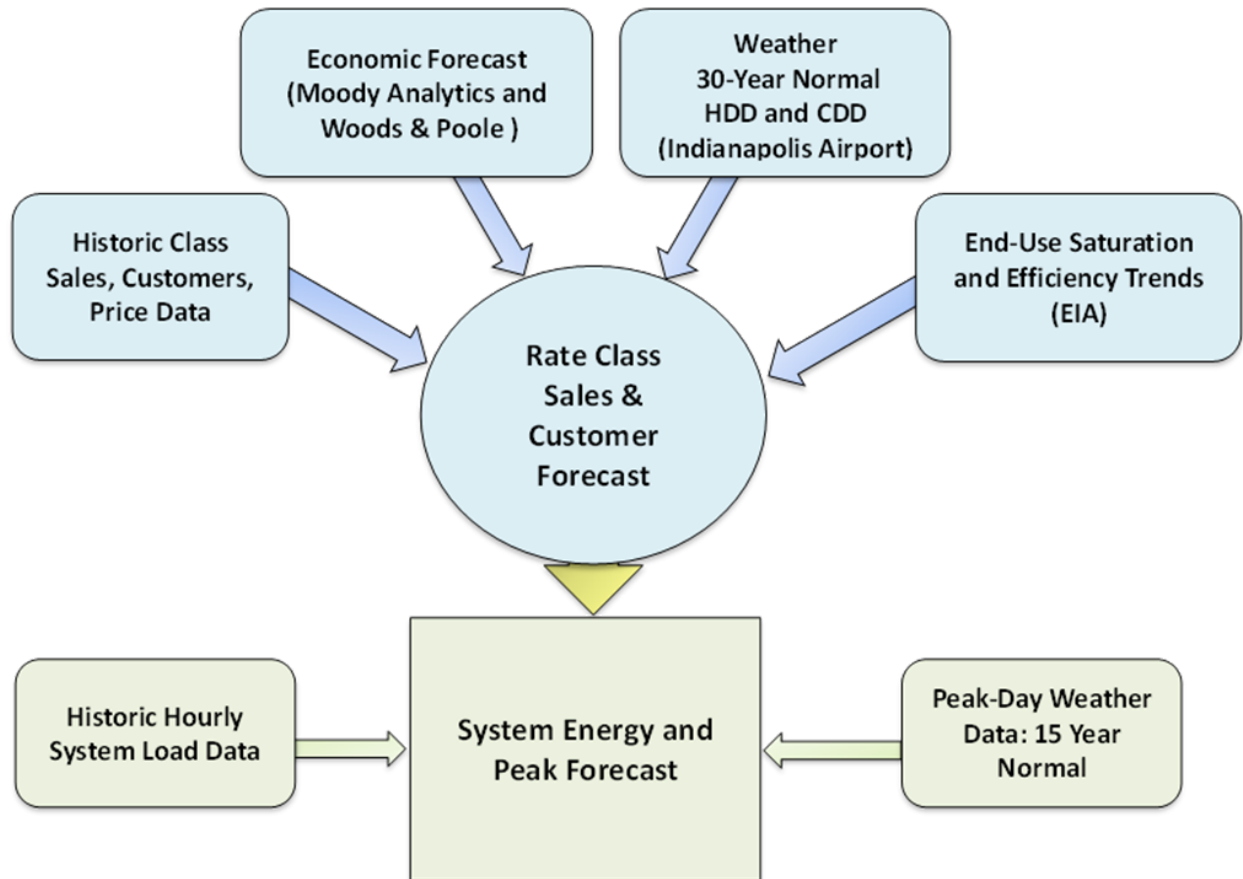 Economic Forecast
(Moody Analytics and
Woods & Poole )
Weather
30-Year Normal
HDD and CDD
(Indianapolis Airport)
Historic Class
Sales, Customers,
Price Data
End-Use Saturation
and Efficiency Trends
(EIA)
Rate Class
Sales &
Customer
Forecast
Historic Hourly
System Load Data
System Energy and
Peak Forecast
Peak-Day Weather
Data: 15 Year
Normal